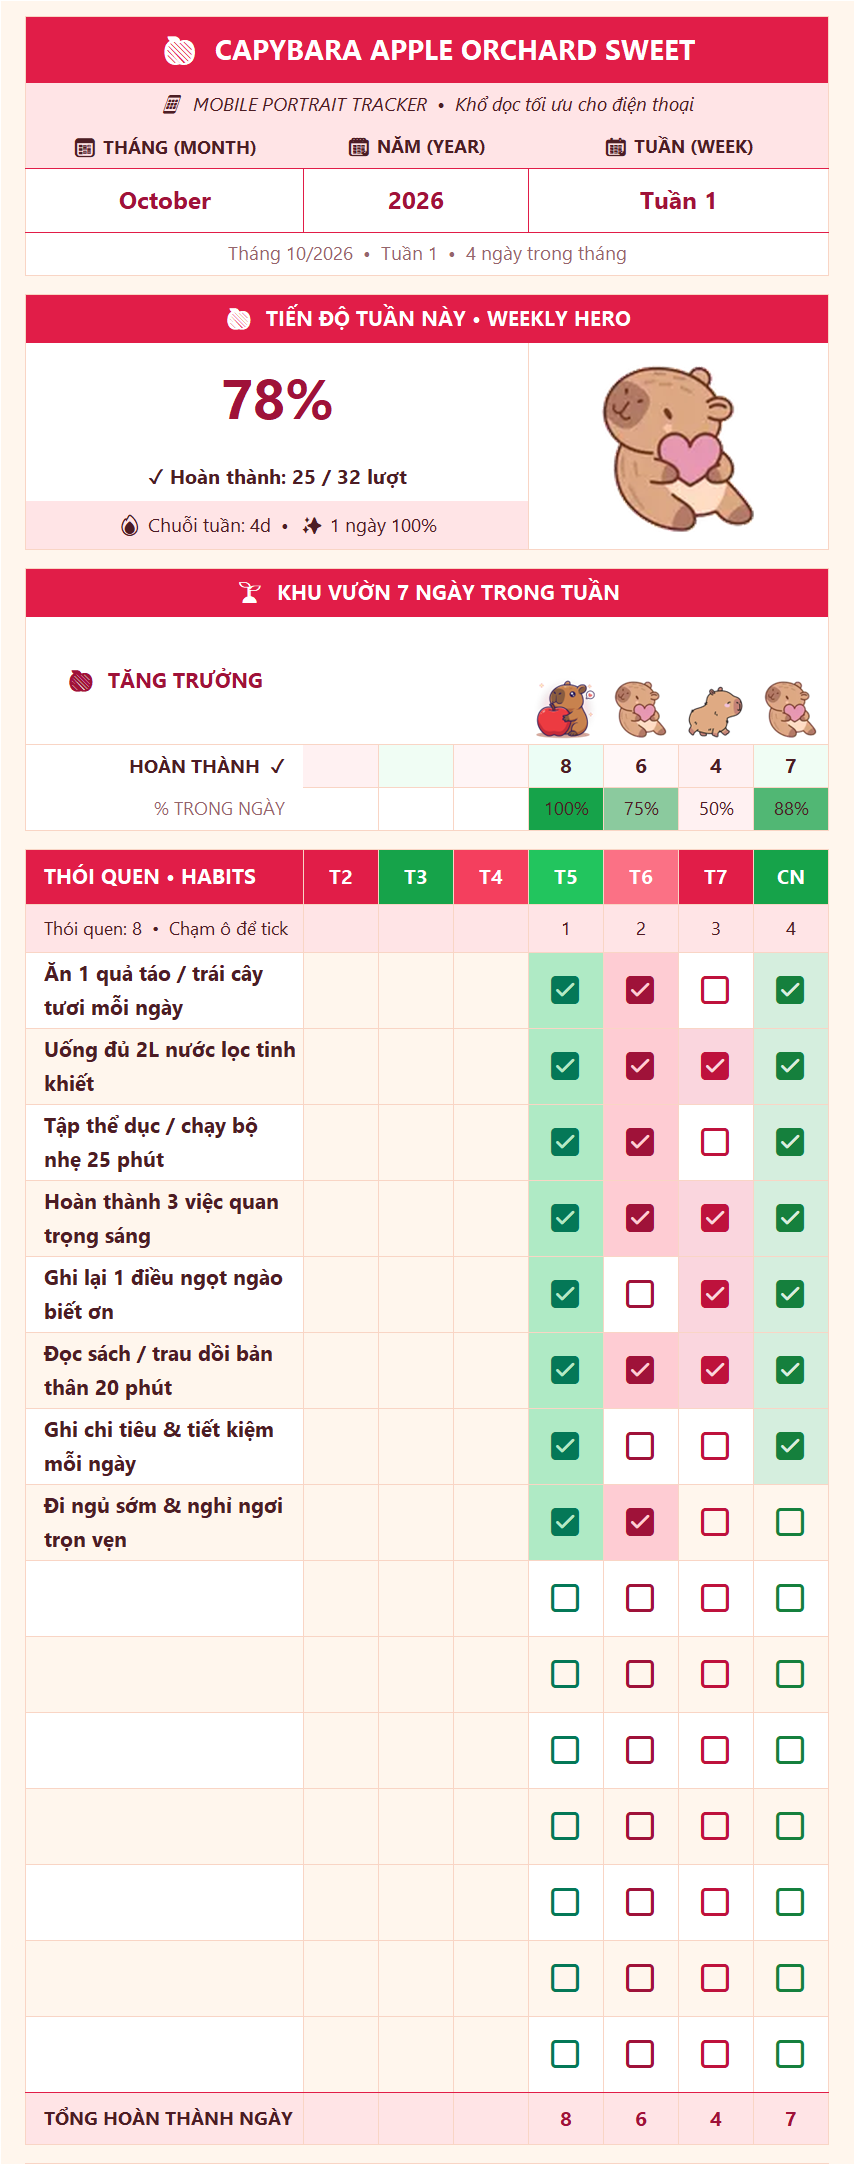 CAPYBARA APPLE ORCHARD SWEET
MOBILE PORTRAIT TRACKER • Khổ dọc tối ưu cho điện thoại
THÁNG (MONTH) NĂM (YEAR) TUẦN (WEEK)
October 2026 Tuần 1
Tháng 10/2026 • Tuần 1 • 4 ngày trong tháng
TIẾN ĐỘ TUẦN NÀY • WEEKLY HERO
78%
✓ Hoàn thành: 25 / 32 lượt
Chuỗi tuần: 4d • 1 ngày 100%
KHU VƯỜN 7 NGÀY TRONG TUẦN
TĂNG TRƯỞNG
HOÀN THÀNH ✓ 8 6 4 7
% TRONG NGÀY 100% 75% 50% 88%
THÓI QUEN • HABITS T2 T3 T4 T5 T6 T7 CN
Thói quen: 8 • Chạm ô để tick 1 2 3 4
Ăn 1 quả táo / trái cây
tươi mỗi ngày
Uống đủ 2L nước lọc tinh
khiết
Tập thể dục / chạy bộ
nhẹ 25 phút
Hoàn thành 3 việc quan
trọng sáng
Ghi lại 1 điều ngọt ngào
biết ơn
Đọc sách / trau dồi bản
thân 20 phút
Ghi chi tiêu & tiết kiệm
mỗi ngày
Đi ngủ sớm & nghỉ ngơi
trọn vẹn
TỔNG HOÀN THÀNH NGÀY 8 6 4 7